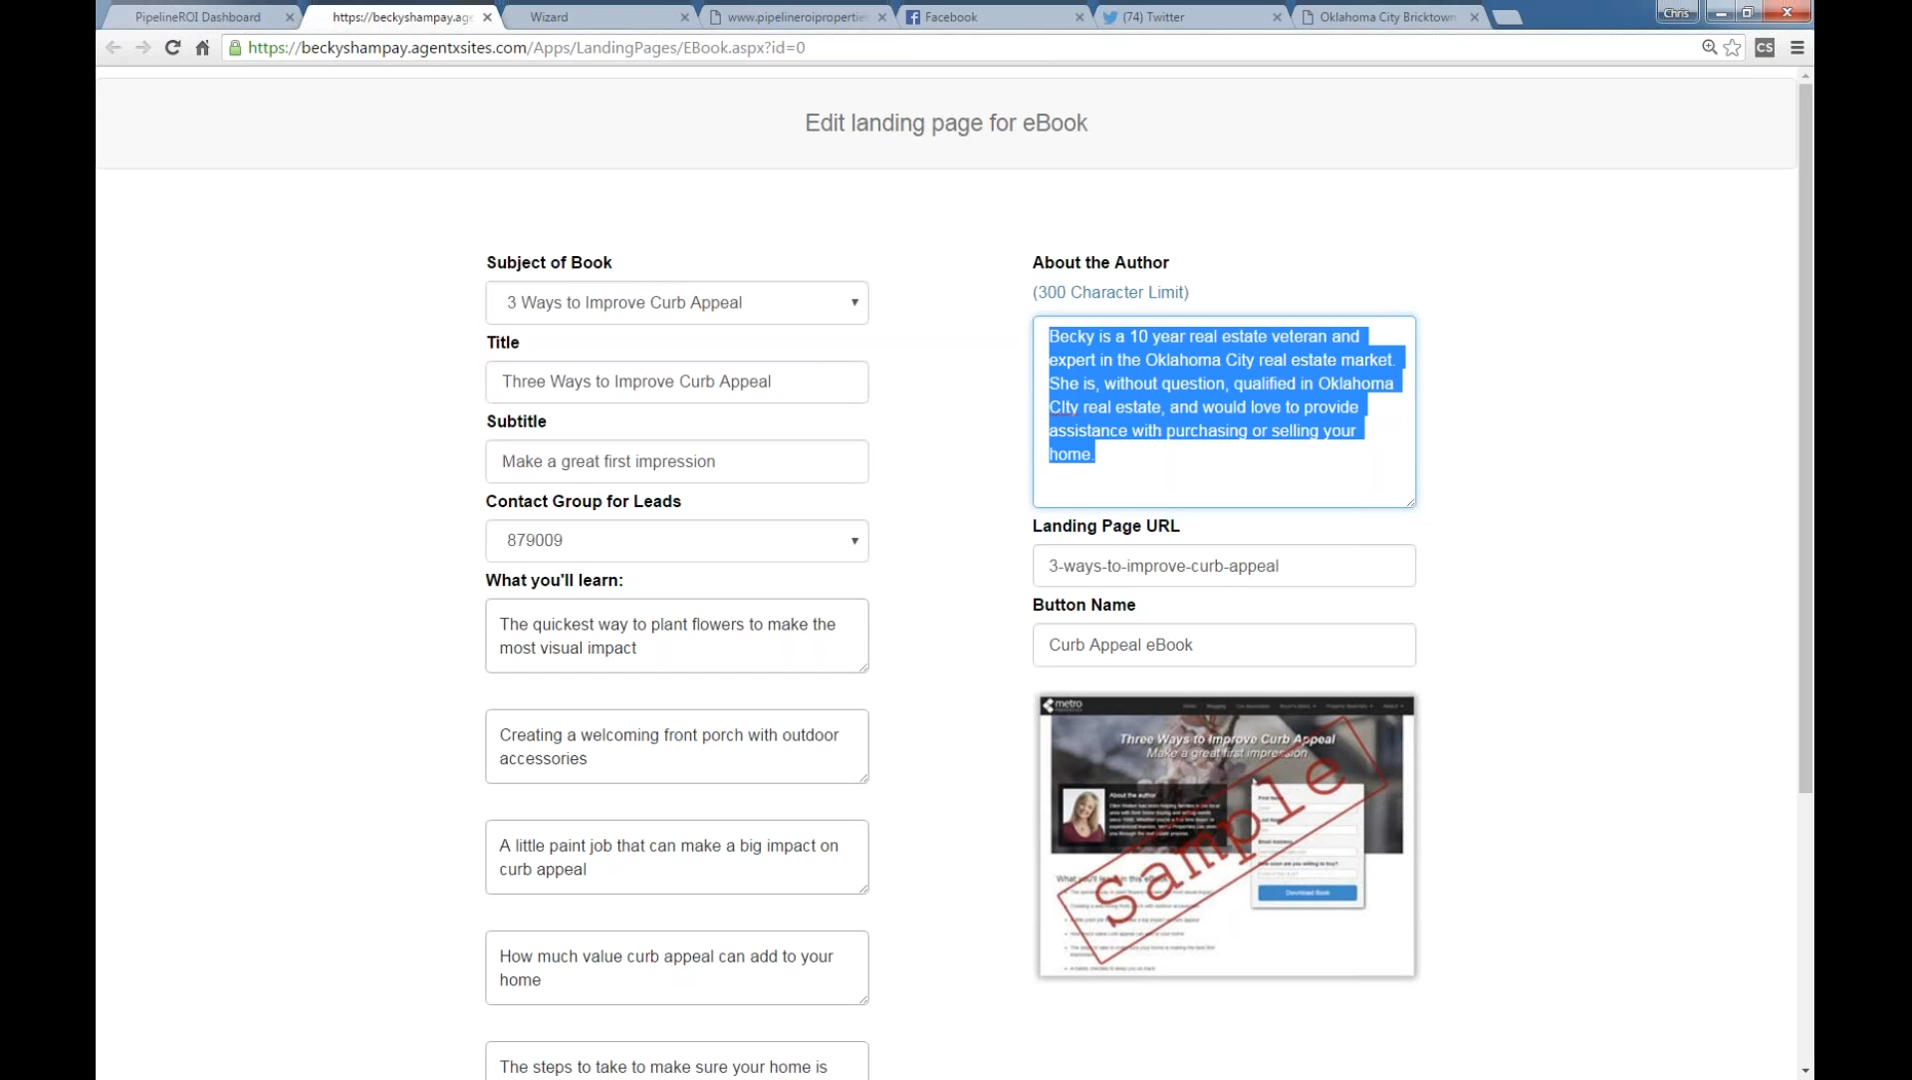 PipelineROI Dashboard
https://beckyshampay.age
Wizard
www.pipelineroipropertie
Facebook
(74) Twitter
Oklahoma City Bricktown
Chris
https://beckyshampay.agentxsites.com/Apps/LandingPages/EBook.aspx?id=0
CS
Edit landing page for eBook
Subject of Book
3 Ways to Improve Curb Appeal
Title
Three Ways to Improve Curb Appeal
Subtitle
Make a great first impression
Contact Group for Leads
879009
What you'll learn:
The quickest way to plant flowers to make the
most visual impact
Creating a welcoming front porch with outdoor
accessories
A little paint job that can make a big impact on
curb appeal
How much value curb appeal can add to your
home
The steps to take to make sure your home is
About the Author
(300 Character Limit)
Becky is a 10 year real estate veteran and
expert in the Oklahoma City real estate market.
She is, without question, qualified in Oklahoma
CIty real estate, and would love to provide
assistance with purchasing or selling your
home.
Landing Page URL
3-ways-to-improve-curb-appeal
Button Name
Curb Appeal eBook
metro
Three Ways to Improve Curb Appeal
Make a great first impression
About the author
Sample
Download Book